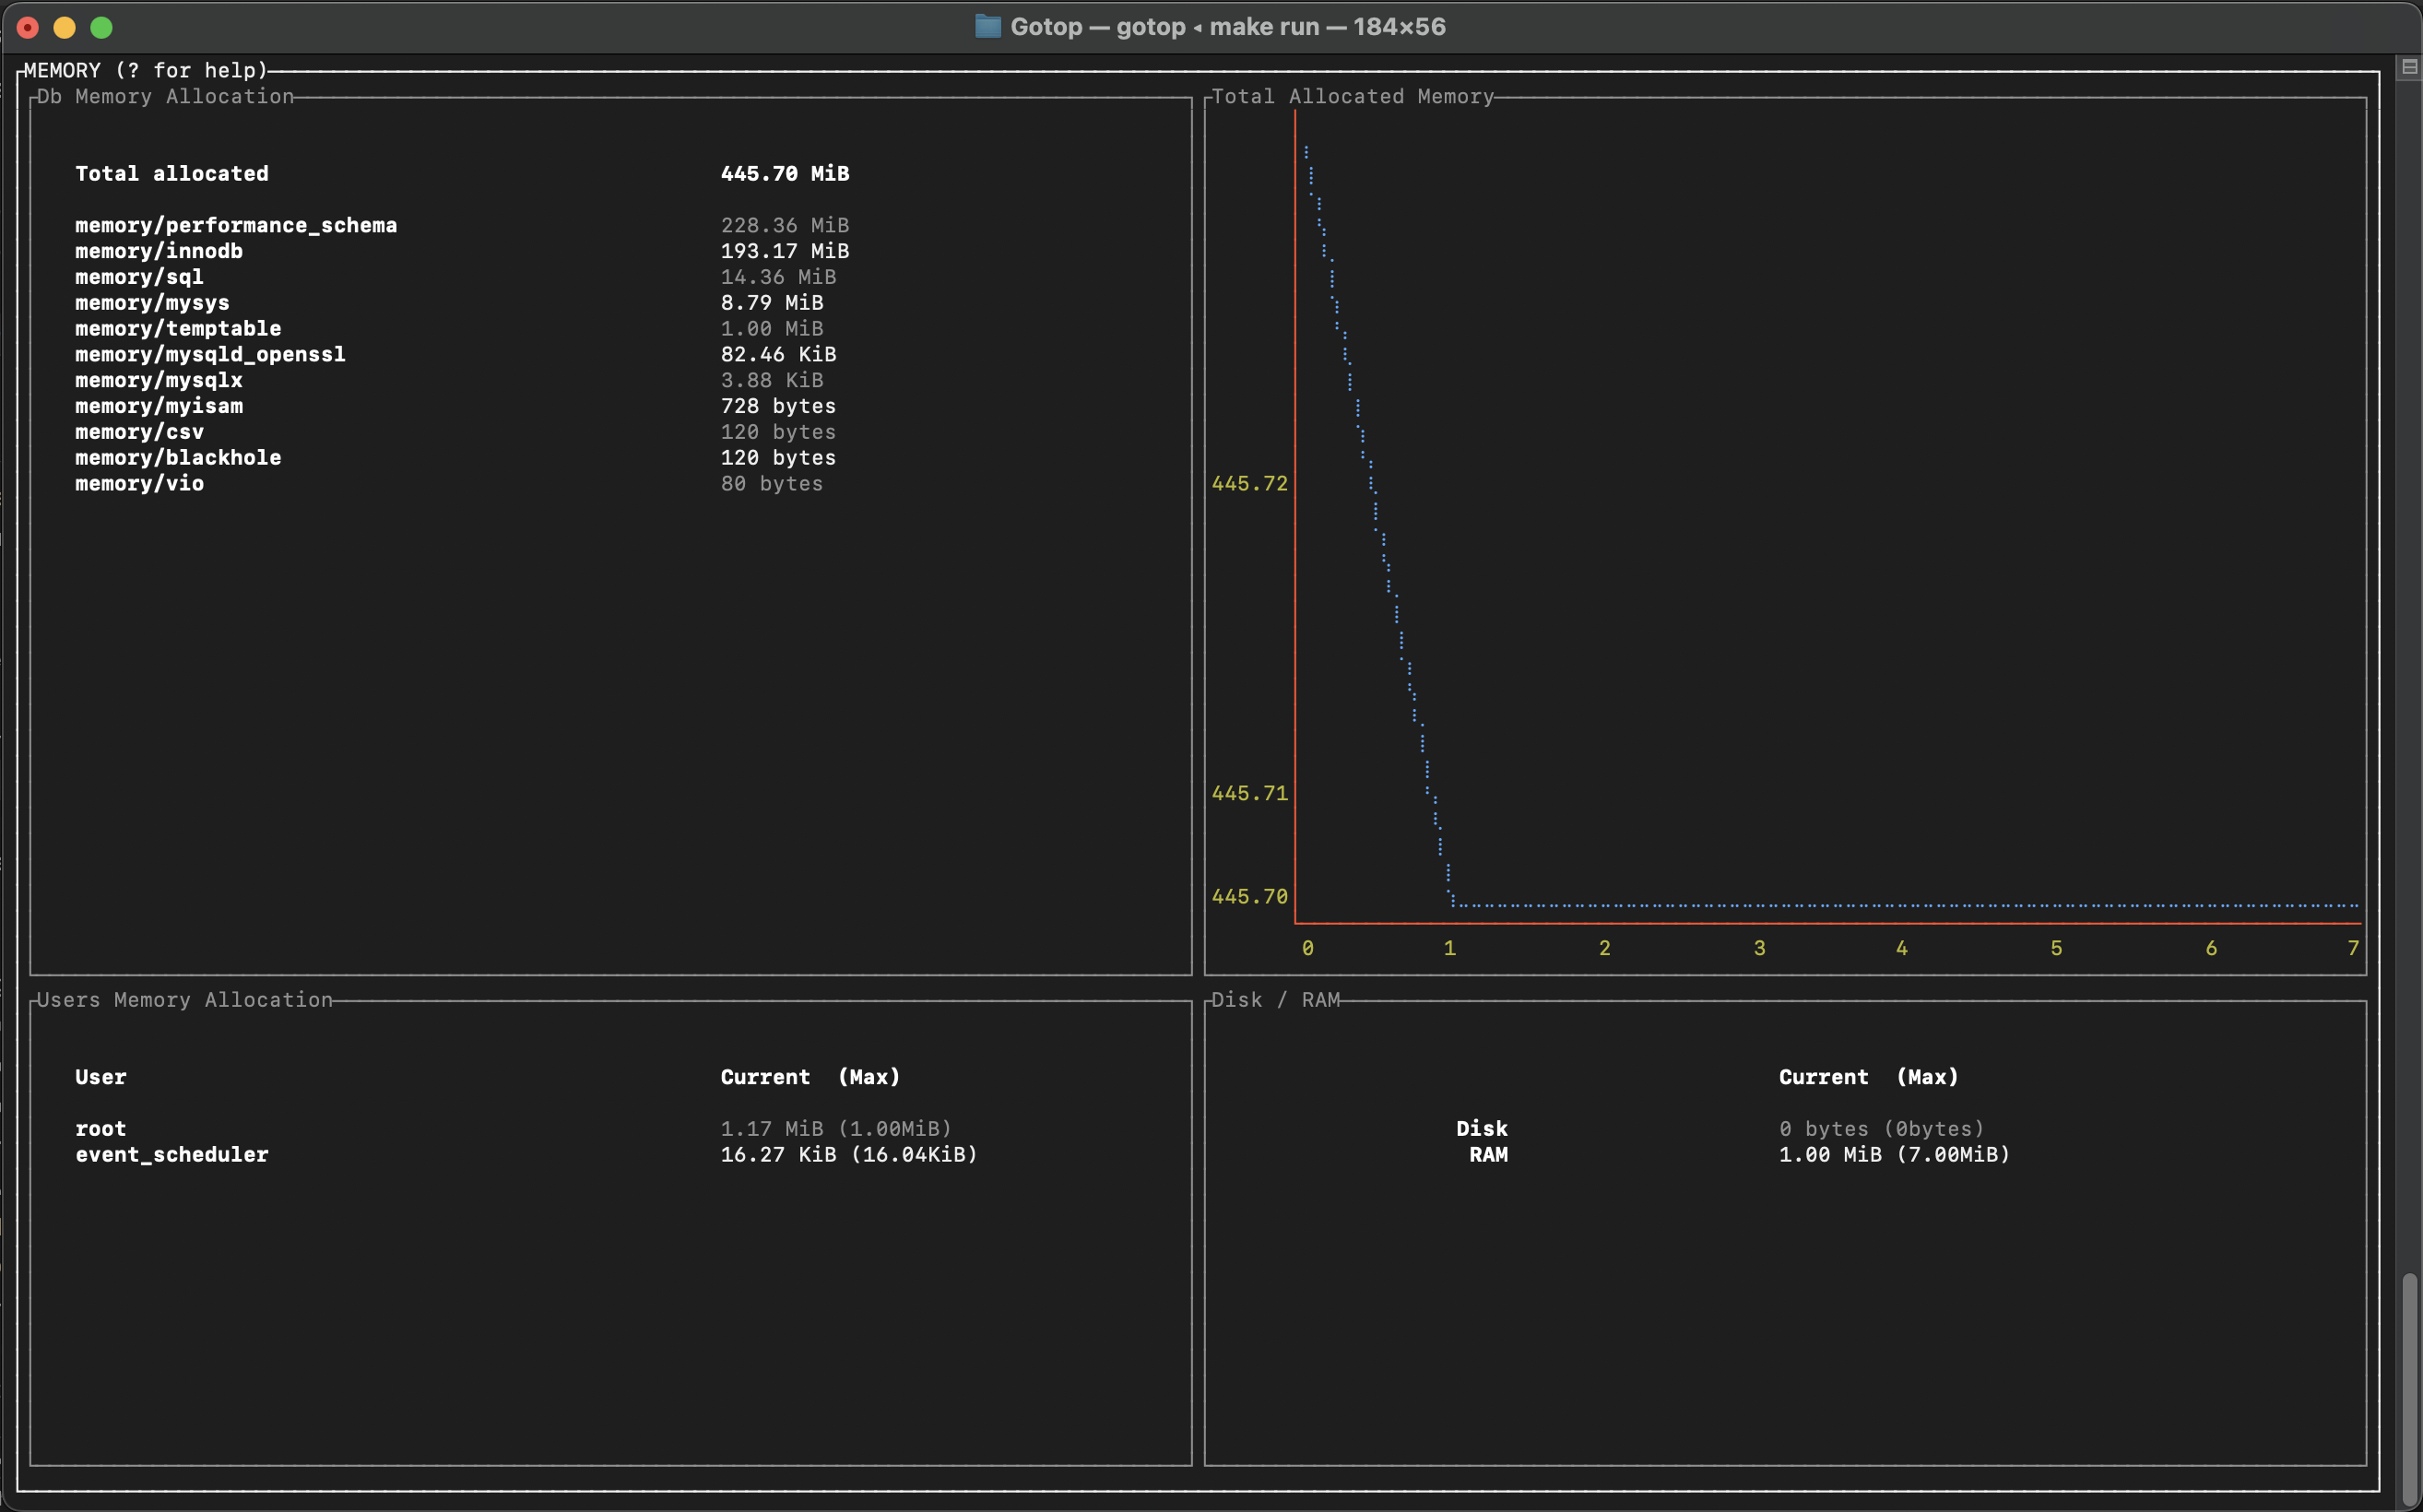 Gotop — gotop ◂ make run — 184×56
MEMORY (? for help)
Db Memory Allocation
Total allocated 445.70 MiB
memory/performance_schema 228.36 MiB
memory/innodb 193.17 MiB
memory/sql 14.36 MiB
memory/mysys 8.79 MiB
memory/temptable 1.00 MiB
memory/mysqld_openssl 82.46 KiB
memory/mysqlx 3.88 KiB
memory/myisam 728 bytes
memory/csv 120 bytes
memory/blackhole 120 bytes
memory/vio 80 bytes
Total Allocated Memory
445.72
445.71
445.70
0 1 2 3 4 5 6 7
Users Memory Allocation
User Current (Max)
root 1.17 MiB (1.00MiB)
event_scheduler 16.27 KiB (16.04KiB)
Disk / RAM
Current (Max)
Disk 0 bytes (0bytes)
RAM 1.00 MiB (7.00MiB)